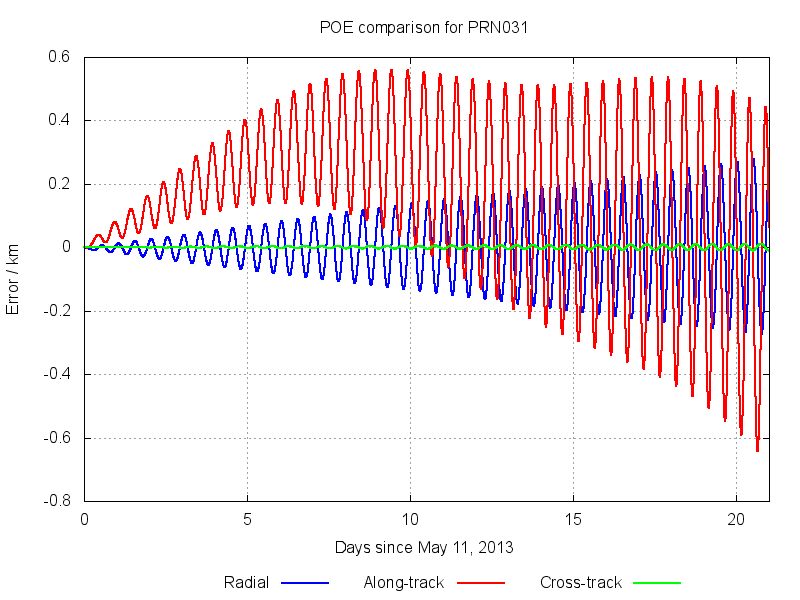 POE comparison for PRN031
0.6
0.4
0.2
0
-0.2
-0.4
-0.6
-0.8
Error / km
0 5 10 15 20
Days since May 11, 2013
Radial Along-track Cross-track